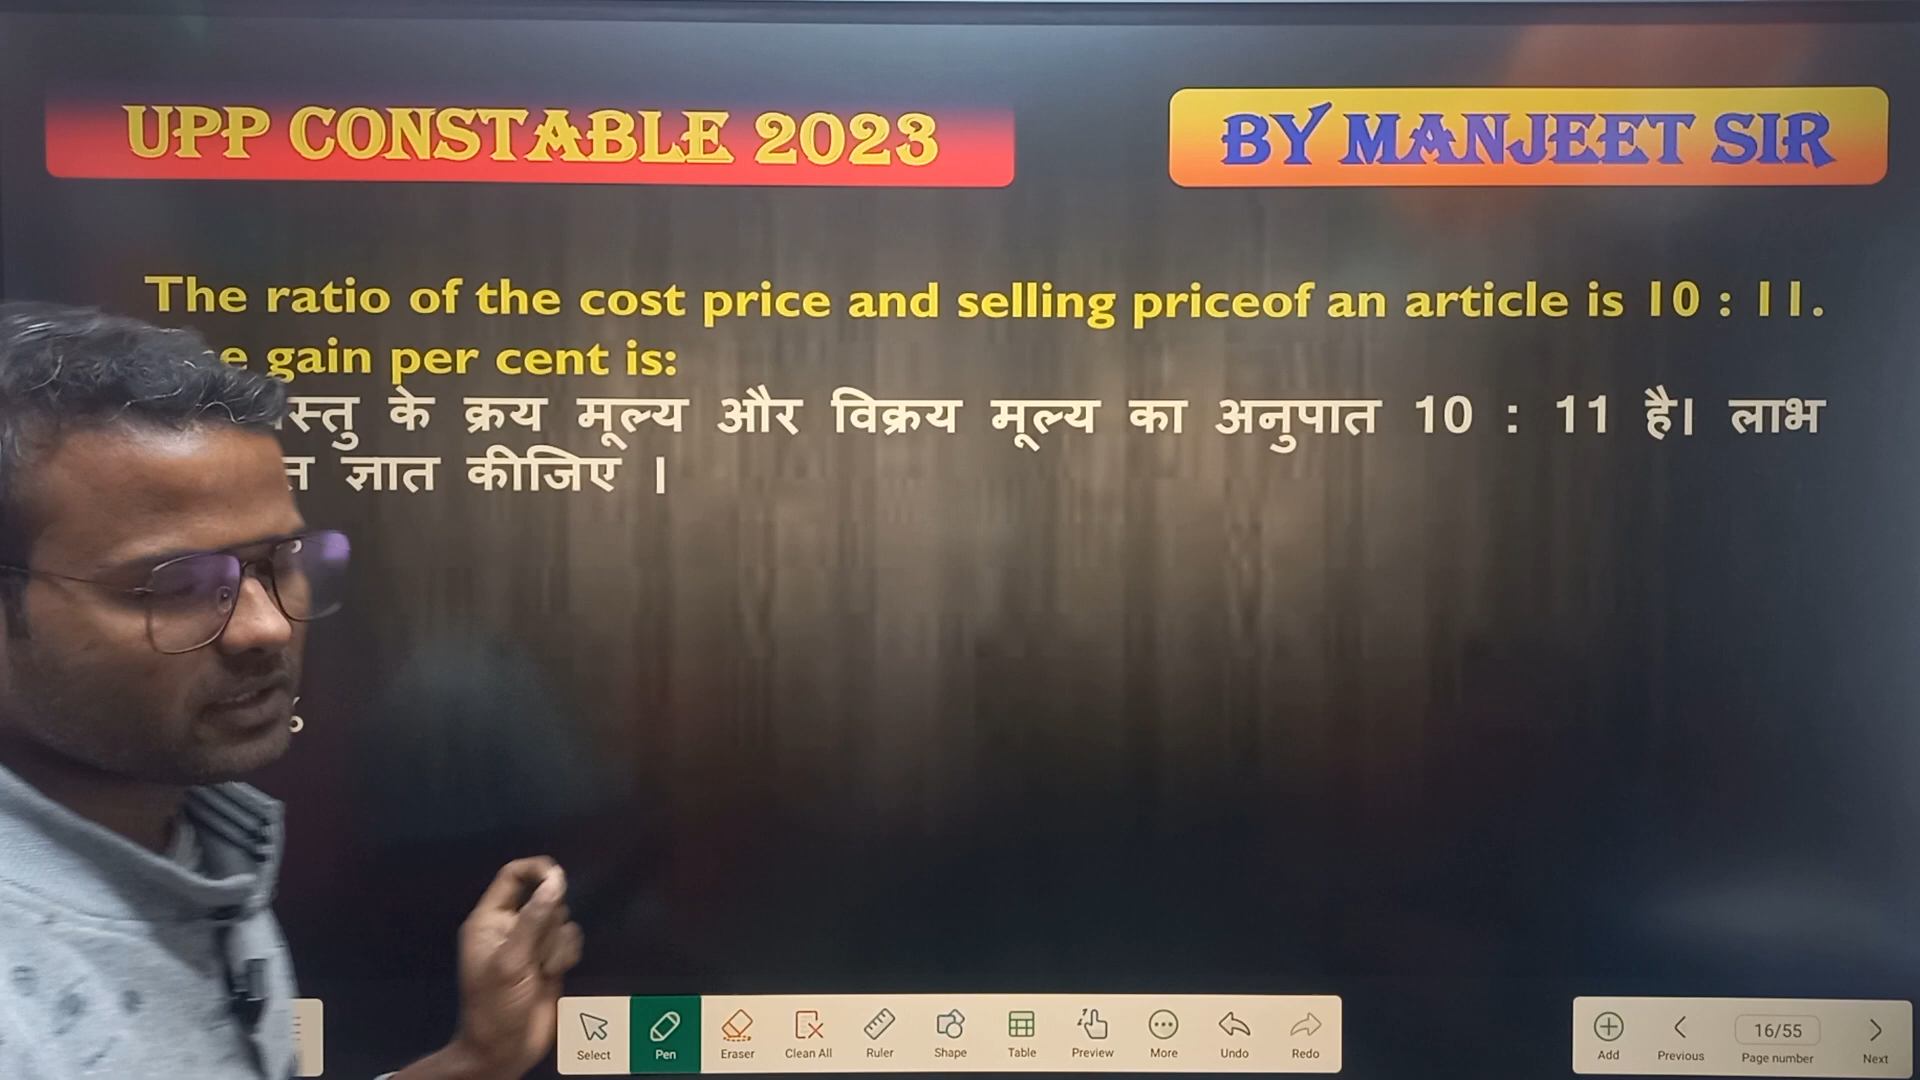 UPP CONSTABLE 2023
BY MANJEET SIR
The ratio of the cost price and selling priceof an article is 10 : 11.
gain per cent is:
के क्रय मूल्य और विक्रय मूल्य का अनुपात 10 : 11 है। लाभ
ज्ञात कीजिए ।
%
Select
Pen
Eraser
Clean All
Ruler
Shape
Table
Preview
More
Undo
Redo
Add
Previous
16/55
Page number
Next